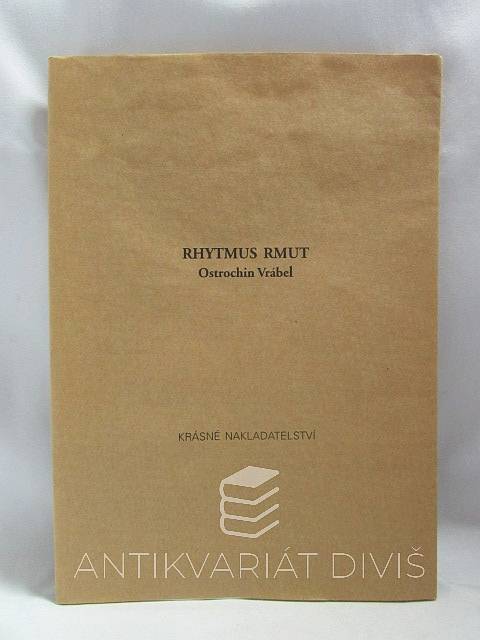 RHYTMUS RMUT
Ostrochin Vrábel
KRÁSNÉ NAKLADATELSTVÍ
ANTIKVARIÁT DIVIŠ